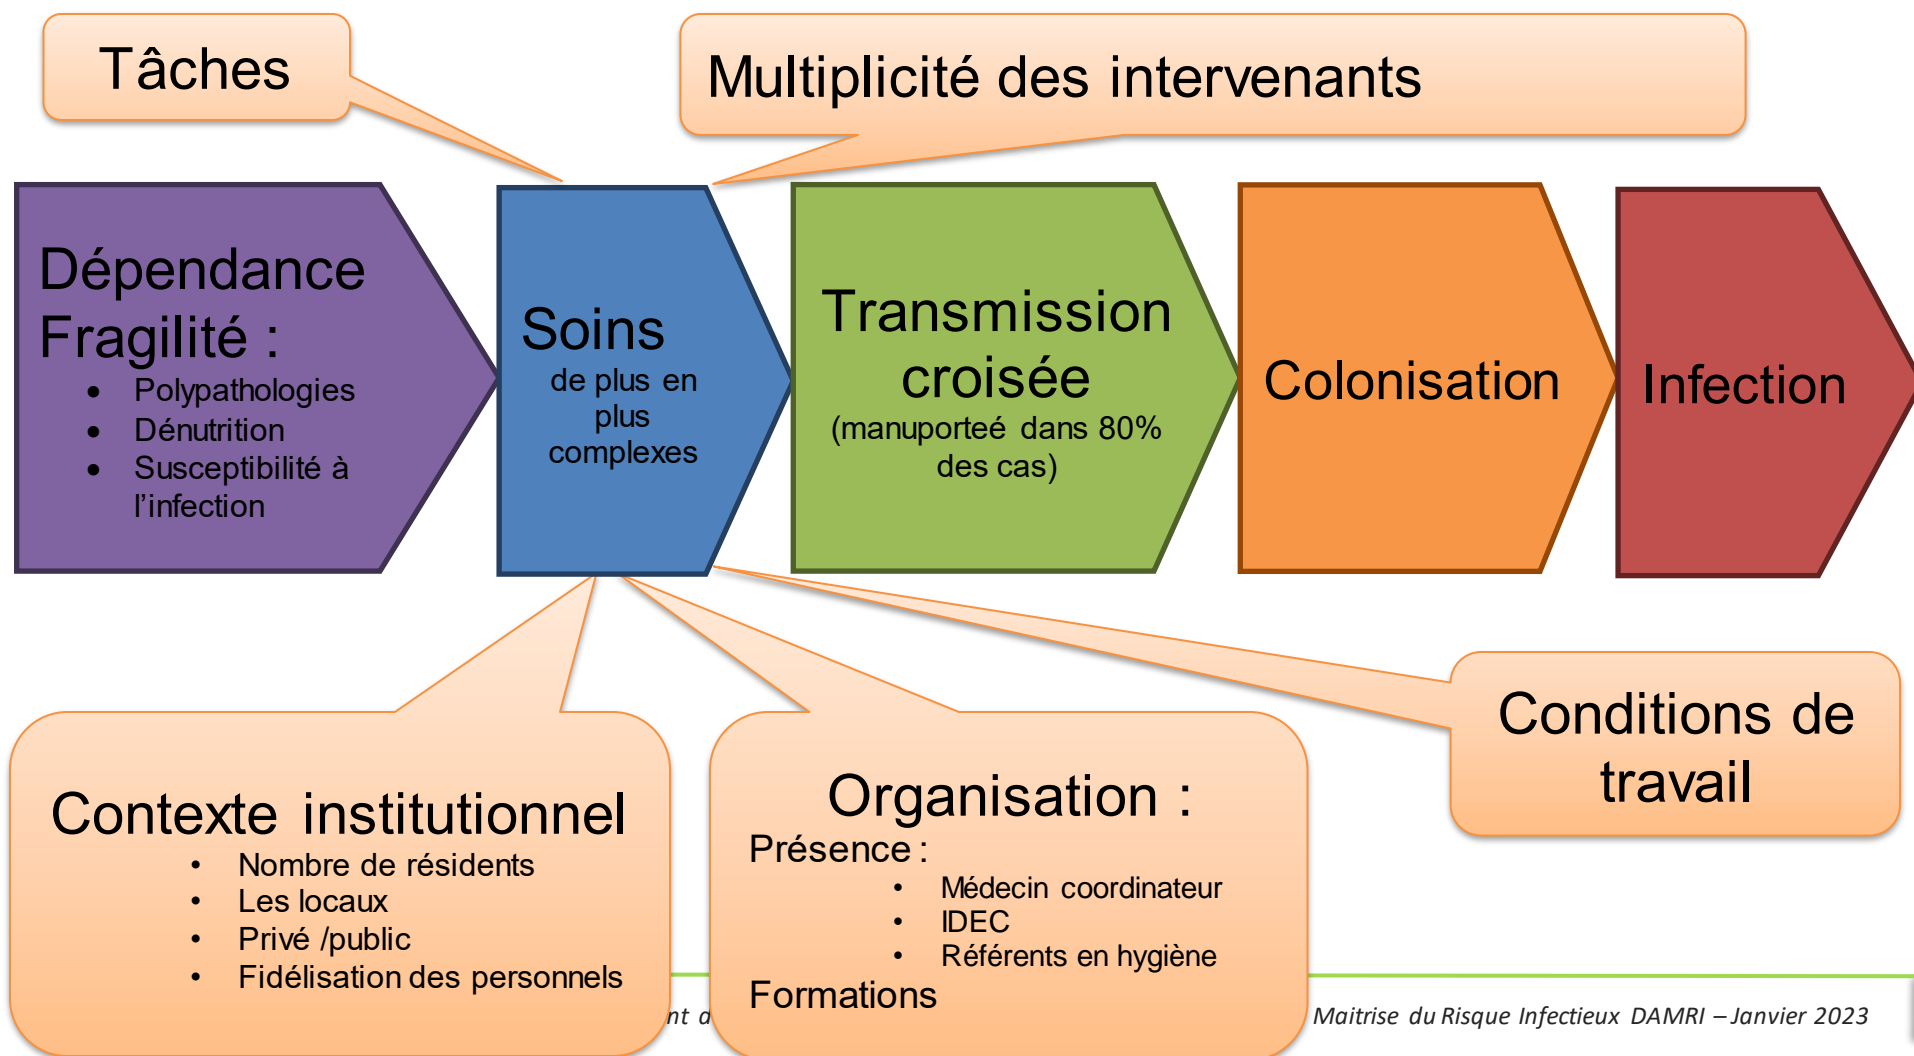 Tâches
Multiplicité des intervenants
Dépendance
Fragilité :
• Polypathologies
• Dénutrition
• Susceptibilité à
l’infection
Soins
de plus en
plus
complexes
Transmission
croisée
(manuporteé dans 80%
des cas)
Colonisation
Infection
Contexte institutionnel
• Nombre de résidents
• Les locaux
• Privé /public
• Fidélisation des personnels
Organisation :
Présence :
• Médecin coordinateur
• IDEC
• Référents en hygiène
Formations
Conditions de
travail
Maitrise du Risque Infectieux DAMRI – Janvier 2023